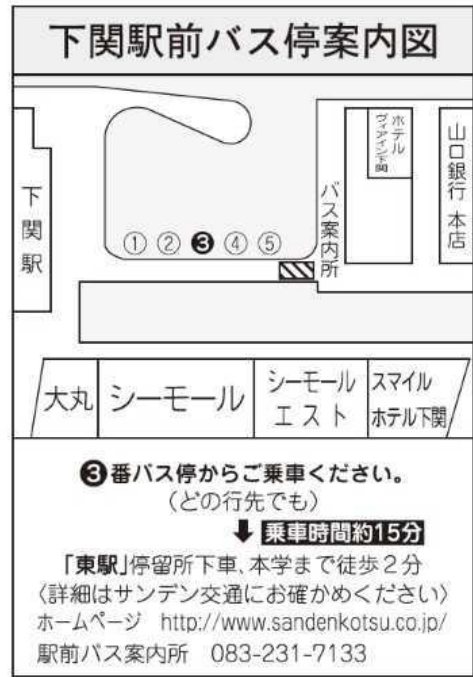 下関駅前バス停案内図
下関駅
① ② ❸ ④ ⑤
バス案内所
ホテル
ヴィアイン下関
山口銀行 本店
大丸
シーモール
シーモール
エスト
スマイル
ホテル下関
❸番バス停からご乗車ください。
(どの行先でも)
⬇ 乗車時間約15分
「東駅」停留所下車、本学まで徒歩2分
〈詳細はサンデン交通にお確かめください〉
ホームページ http://www.sandenkotsu.co.jp/
駅前バス案内所 083-231-7133